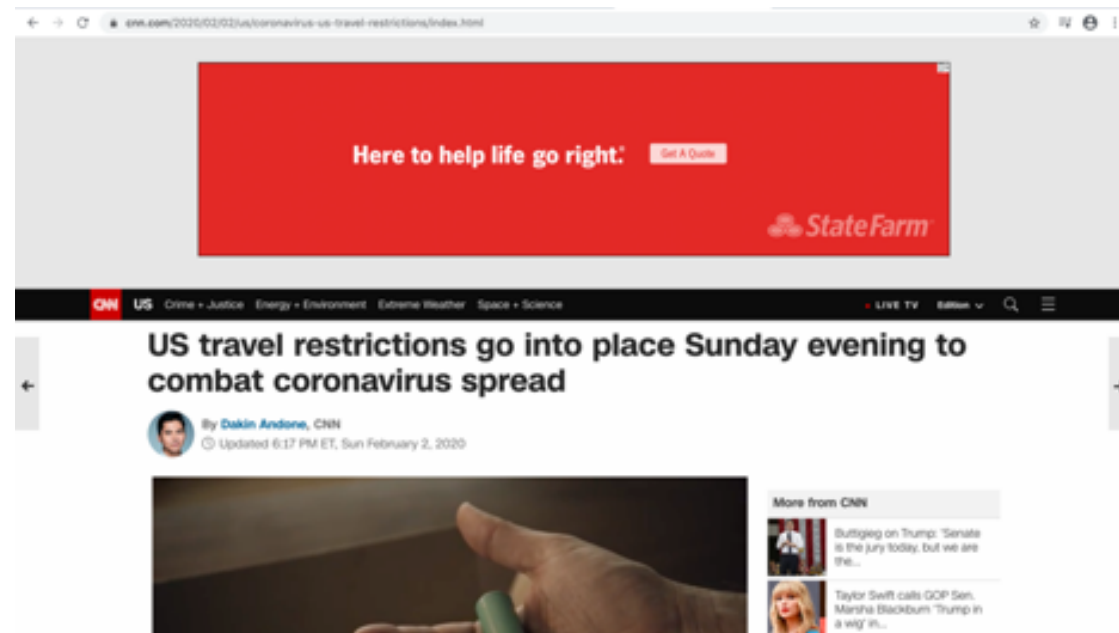 cnn.com/2020/02/02/us/coronavirus-us-travel-restrictions/index.html
Here to help life go right.®
Get A Quote
StateFarm
CNN US Crime + Justice Energy + Environment Extreme Weather Space + Science LIVE TV Edition
US travel restrictions go into place Sunday evening to
combat coronavirus spread
By Dakin Andone, CNN
Updated 6:17 PM ET, Sun February 2, 2020
More from CNN
Buttigieg on Trump: 'Senate
is the jury today, but we are
the...
Taylor Swift calls GOP Sen.
Marsha Blackburn 'Trump in
a wig' in...